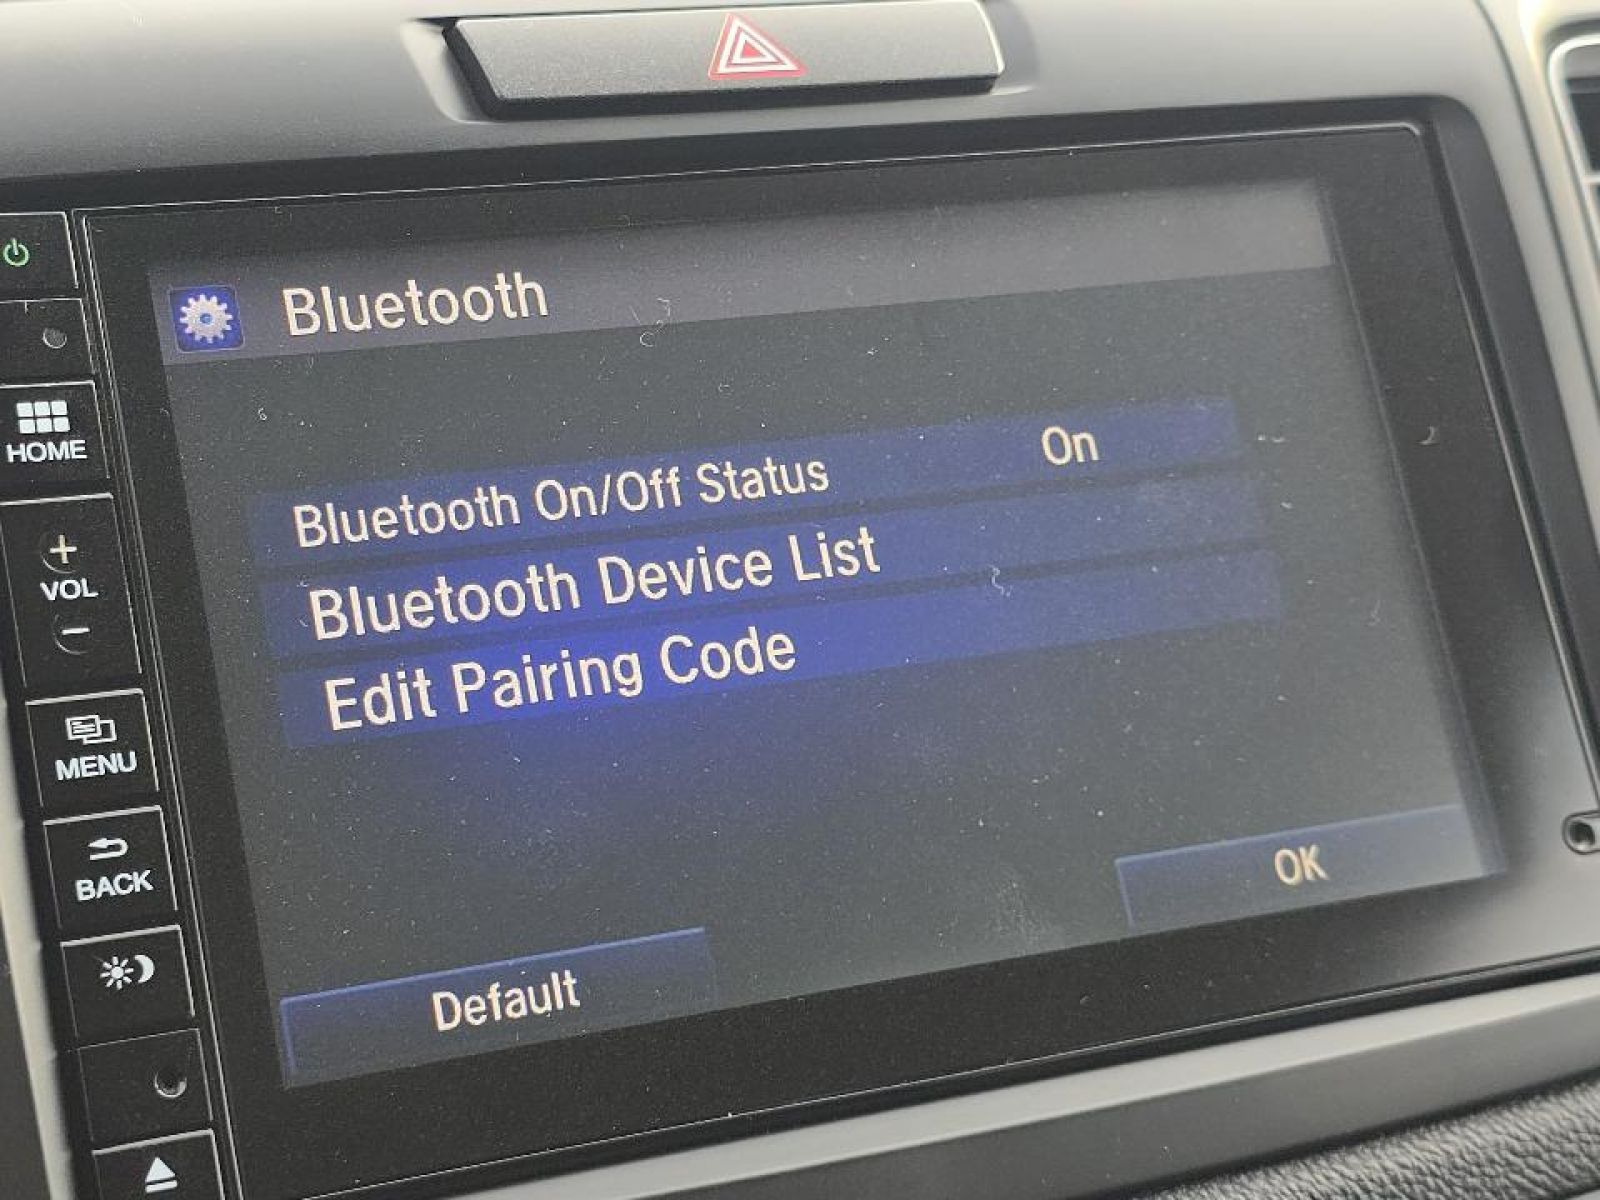 Bluetooth
Bluetooth On/Off Status On
Bluetooth Device List
Edit Pairing Code
OK
Default
HOME
+
VOL
−
MENU
BACK